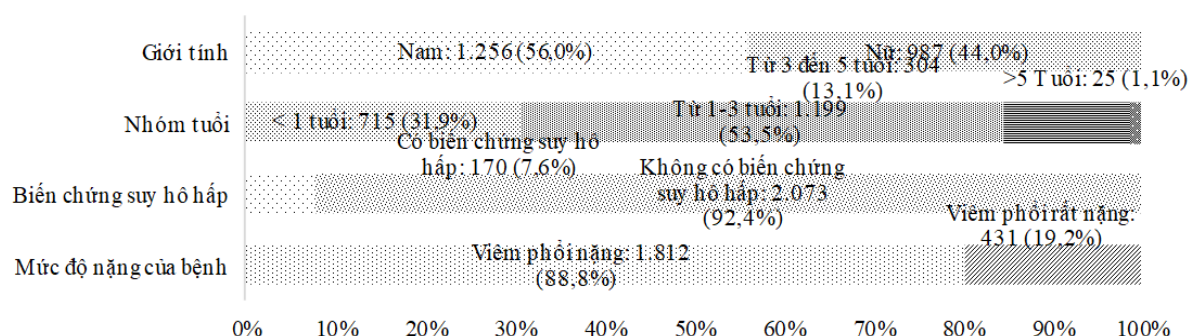 Giới tính
Nam: 1.256 (56,0%)
Nữ: 987 (44,0%)
Từ 3 đến 5 tuổi: 304
(13,1%)
>5 Tuổi: 25 (1,1%)
Nhóm tuổi
< 1 tuổi: 715 (31,9%)
Từ 1-3 tuổi: 1.199
(53,5%)
Có biến chứng suy hô
hấp: 170 (7,6%)
Không có biến chứng
suy hô hấp: 2.073
(92,4%)
Biến chứng suy hô hấp
Viêm phổi rất nặng:
431 (19,2%)
Mức độ nặng của bệnh
Viêm phổi nặng: 1.812
(88,8%)
0% 10% 20% 30% 40% 50% 60% 70% 80% 90% 100%